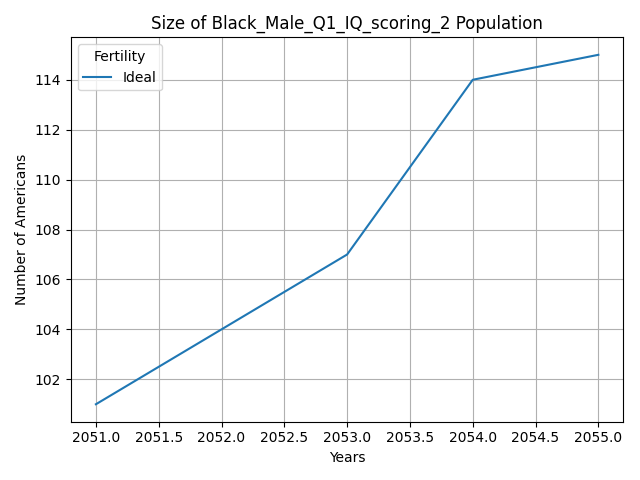 Size of Black_Male_Q1_IQ_scoring_2 Population
Fertility
Ideal
Number of Americans
114
112
110
108
106
104
102
2051.0 2051.5 2052.0 2052.5 2053.0 2053.5 2054.0 2054.5 2055.0
Years